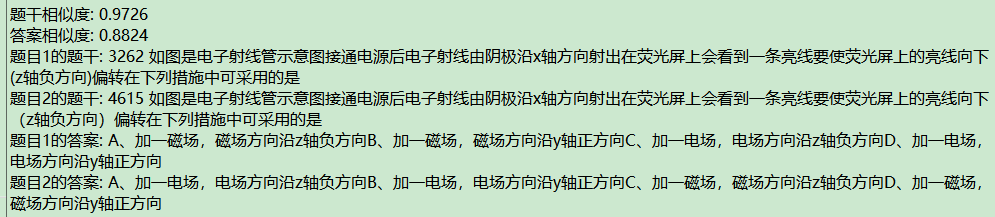 题干相似度: 0.9726
答案相似度: 0.8824
题目1的题干: 3262 如图是电子射线管示意图接通电源后电子射线由阴极沿x轴方向射出在荧光屏上会看到一条亮线要使荧光屏上的亮线向下
(z轴负方向)偏转在下列措施中可采用的是
题目2的题干: 4615 如图是电子射线管示意图接通电源后电子射线由阴极沿x轴方向射出在荧光屏上会看到一条亮线要使荧光屏上的亮线向下
（z轴负方向）偏转在下列措施中可采用的是
题目1的答案: A、加一磁场，磁场方向沿z轴负方向B、加一磁场，磁场方向沿y轴正方向C、加一电场，电场方向沿z轴负方向D、加一电场，
电场方向沿y轴正方向
题目2的答案: A、加一电场，电场方向沿z轴负方向B、加一电场，电场方向沿y轴正方向C、加一磁场，磁场方向沿z轴负方向D、加一磁场，
磁场方向沿y轴正方向